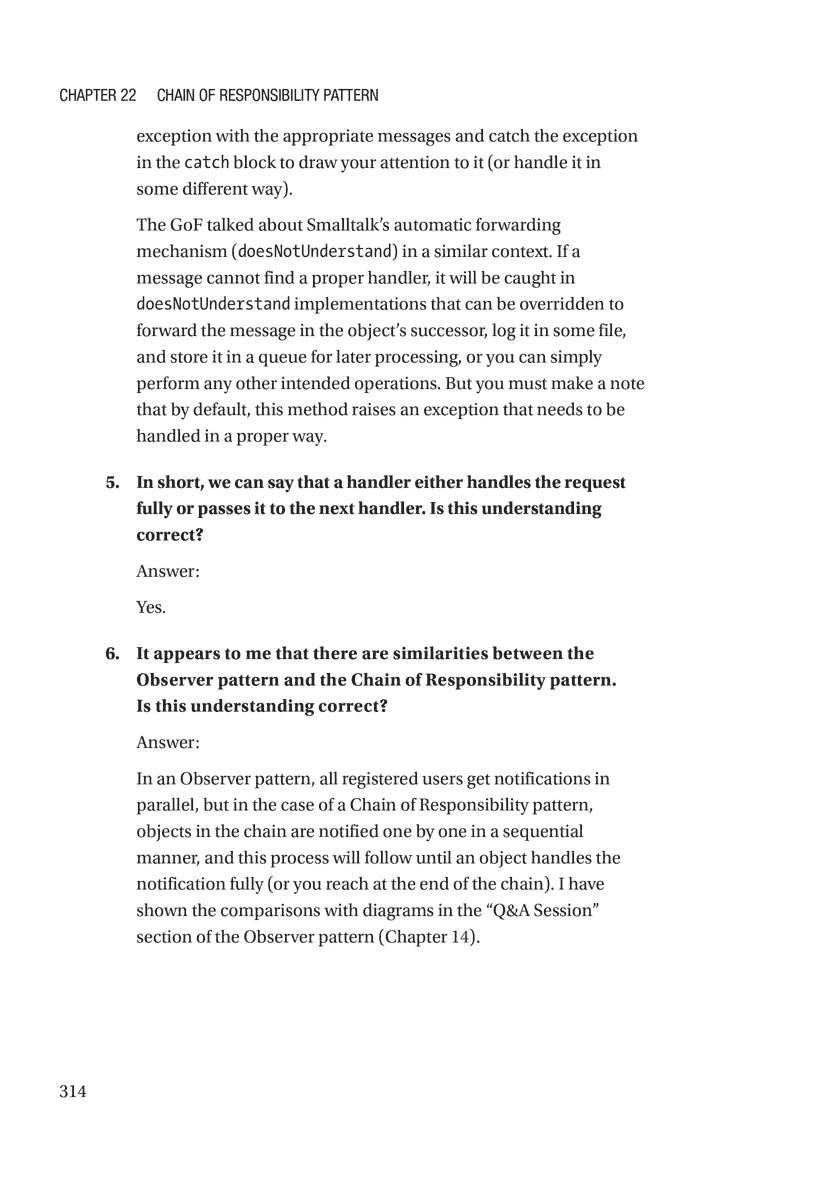 CHAPTER 22 CHAIN OF RESPONSIBILITY PATTERN
exception with the appropriate messages and catch the exception
in the catch block to draw your attention to it (or handle it in
some different way).
The GoF talked about Smalltalk's automatic forwarding
mechanism (doesNotUnderstand) in a similar context. If a
message cannot find a proper handler, it will be caught in
doesNotUnderstand implementations that can be overridden to
forward the message in the object's successor, log it in some file,
and store it in a queue for later processing, or you can simply
perform any other intended operations. But you must make a note
that by default, this method raises an exception that needs to be
handled in a proper way.
5. In short, we can say that a handler either handles the request
fully or passes it to the next handler. Is this understanding
correct?
Answer:
Yes.
6. It appears to me that there are similarities between the
Observer pattern and the Chain of Responsibility pattern.
Is this understanding correct?
Answer:
In an Observer pattern, all registered users get notifications in
parallel, but in the case of a Chain of Responsibility pattern,
objects in the chain are notified one by one in a sequential
manner, and this process will follow until an object handles the
notification fully (or you reach at the end of the chain). I have
shown the comparisons with diagrams in the “Q&A Session”
section of the Observer pattern (Chapter 14).
314